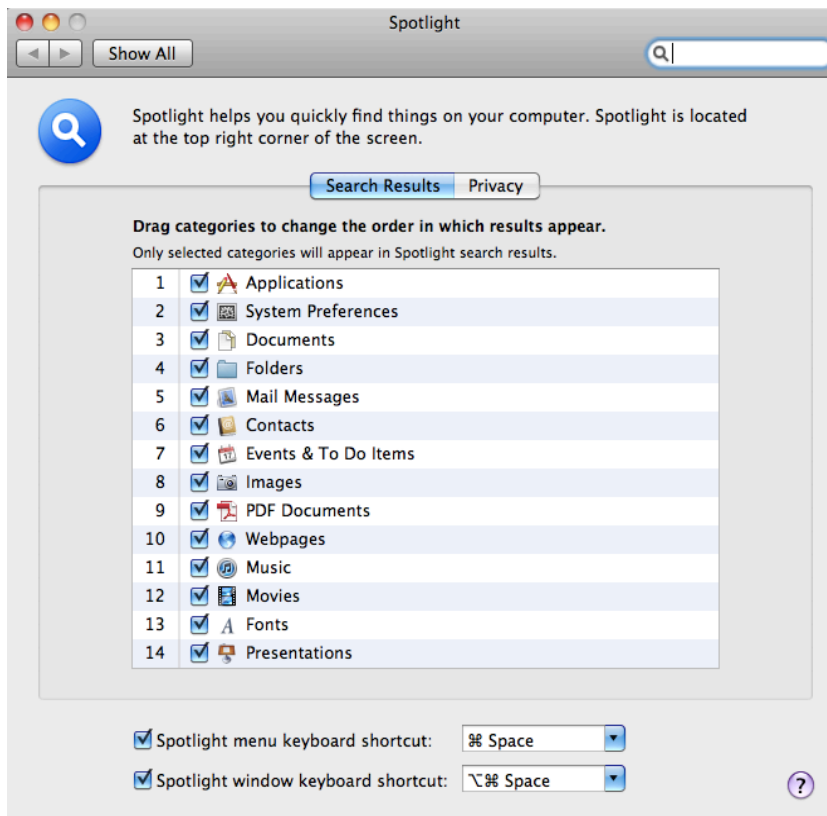 Spotlight
Show All
Spotlight helps you quickly find things on your computer. Spotlight is located
at the top right corner of the screen.
Search Results Privacy
Drag categories to change the order in which results appear.
Only selected categories will appear in Spotlight search results.
1 Applications
2 System Preferences
3 Documents
4 Folders
5 Mail Messages
6 Contacts
7 Events & To Do Items
8 Images
9 PDF Documents
10 Webpages
11 Music
12 Movies
13 Fonts
14 Presentations
Spotlight menu keyboard shortcut: ⌘ Space
Spotlight window keyboard shortcut: ⌥⌘ Space
?